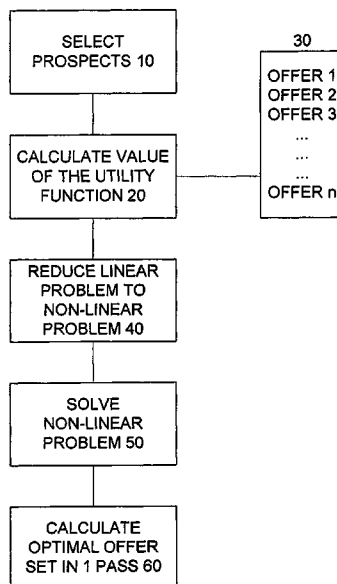 SELECT
PROSPECTS 10
30
OFFER 1
OFFER 2
OFFER 3
...
...
...
OFFER n
CALCULATE VALUE
OF THE UTILITY
FUNCTION 20
REDUCE LINEAR
PROBLEM TO
NON-LINEAR
PROBLEM 40
SOLVE
NON-LINEAR
PROBLEM 50
CALCULATE
OPTIMAL OFFER
SET IN 1 PASS 60